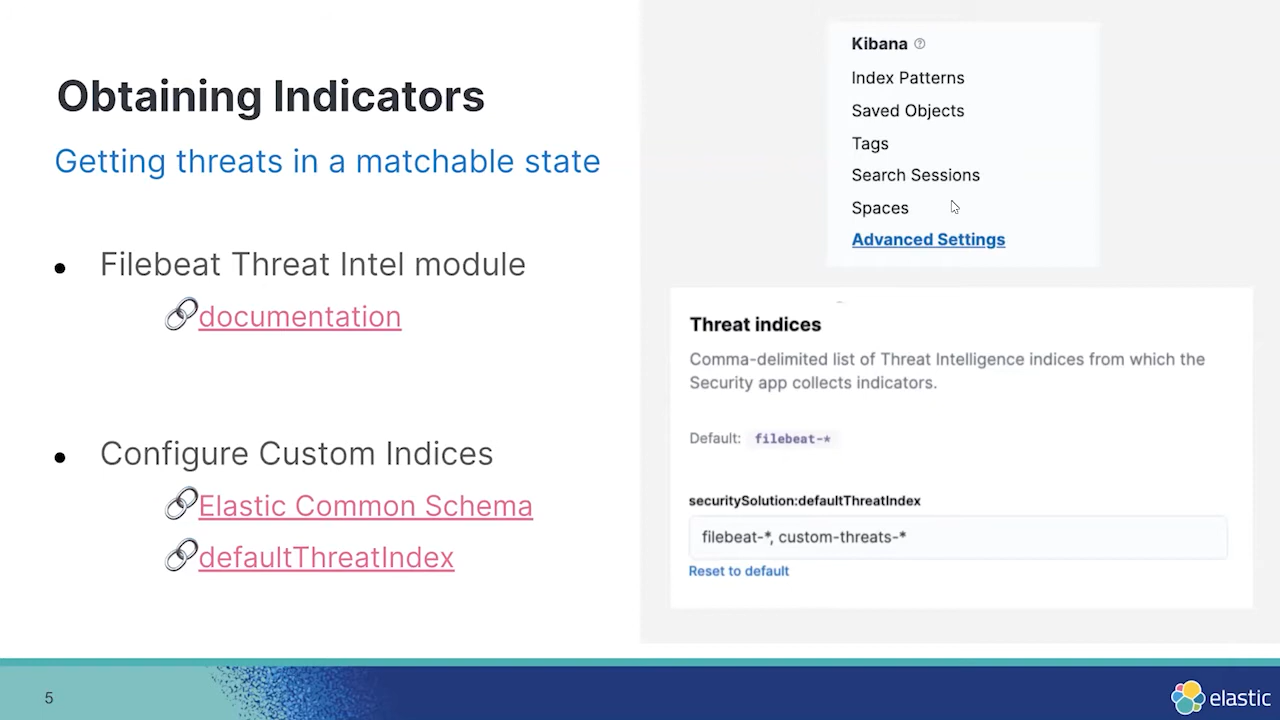 Obtaining Indicators
Getting threats in a matchable state
• Filebeat Threat Intel module
documentation
• Configure Custom Indices
Elastic Common Schema
defaultThreatIndex
Kibana
Index Patterns
Saved Objects
Tags
Search Sessions
Spaces
Advanced Settings
Threat indices
Comma-delimited list of Threat Intelligence indices from which the
Security app collects indicators.
Default: filebeat-*
securitySolution:defaultThreatIndex
filebeat-*, custom-threats-*
Reset to default
5
elastic